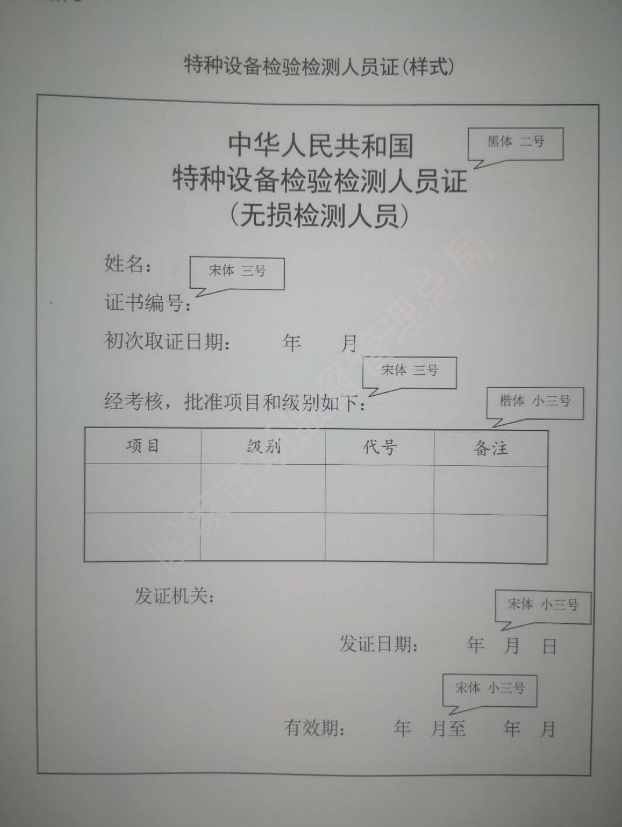 特种设备检验检测人员证(样式)
中华人民共和国
黑体 二号
特种设备检验检测人员证
(无损检测人员)
姓名:
宋体 三号
证书编号:
初次取证日期: 年 月
宋体 三号
经考核，批准项目和级别如下:
楷体 小三号
项目 级别 代号 备注
发证机关:
宋体 小三号
发证日期: 年 月 日
宋体 小三号
有效期: 年 月至 年 月